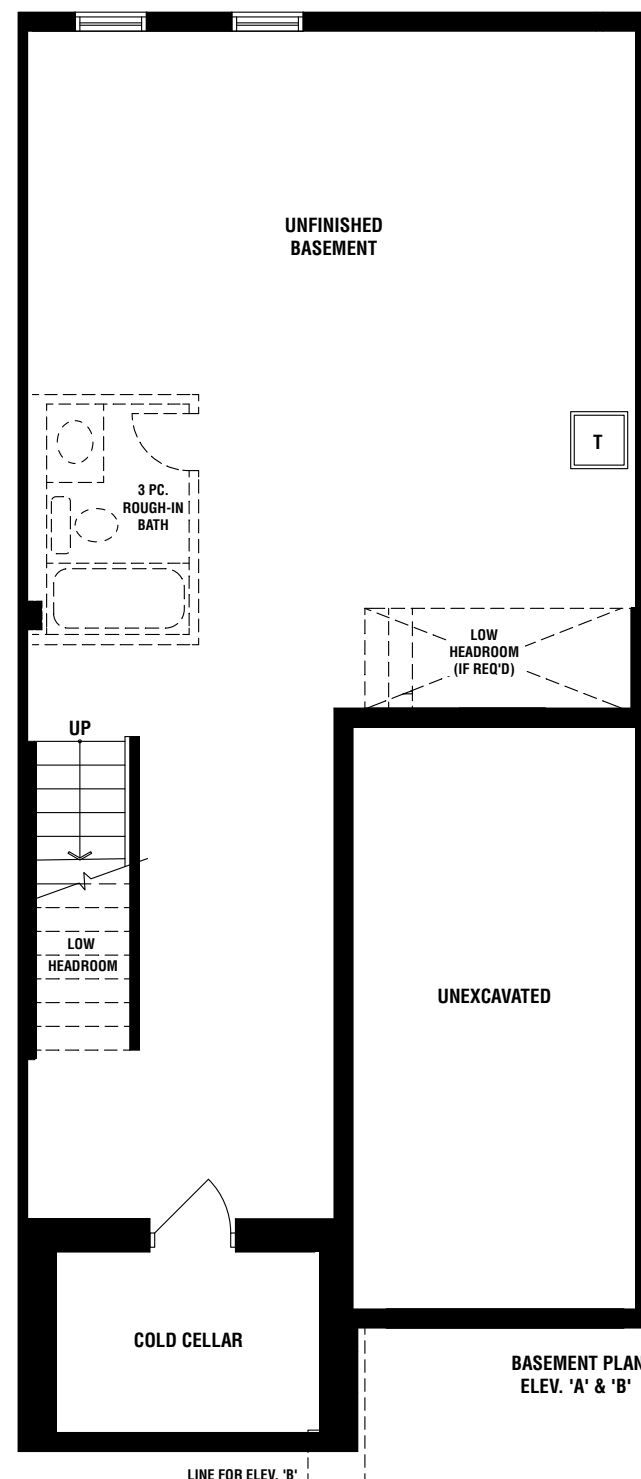 UNFINISHED
BASEMENT
T
3 PC.
ROUGH-IN
BATH
LOW
HEADROOM
(IF REQ'D)
UP
LOW
HEADROOM
UNEXCAVATED
COLD CELLAR
BASEMENT PLAN
ELEV. 'A' & 'B'
LINE FOR ELEV. 'B'